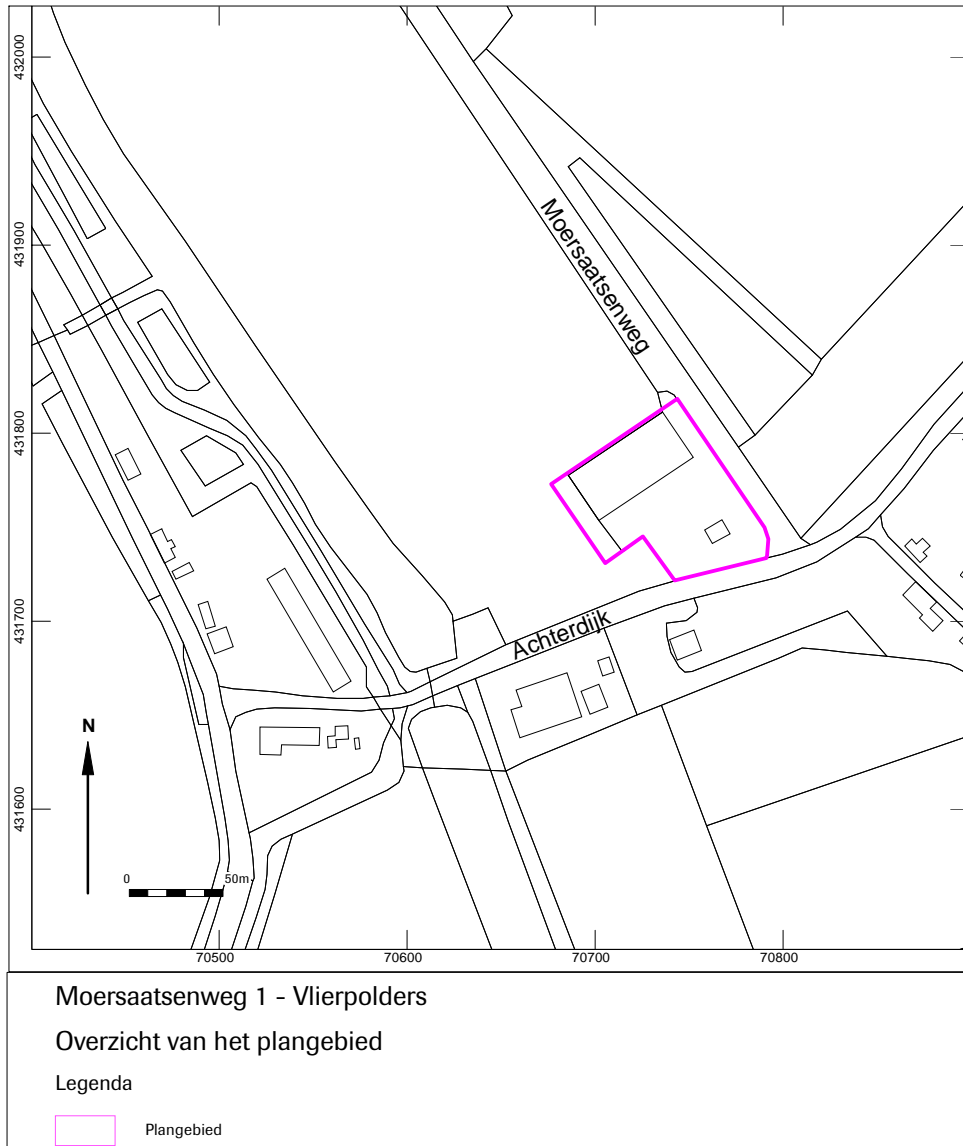 432000
431900
431800
431700
431600
Moersaatsenweg
Achterdijk
N
0 50m
70500 70600 70700 70800
Moersaatsenweg 1 - Vlierpolders
Overzicht van het plangebied
Legenda
Plangebied